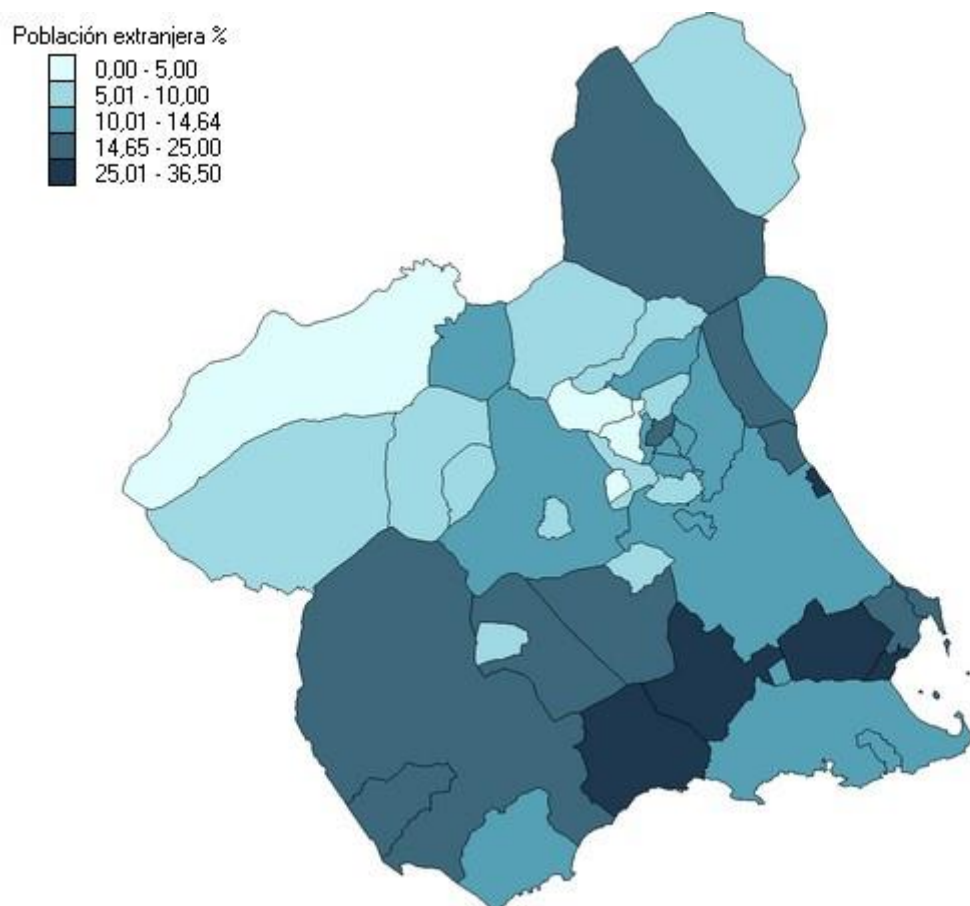 Población extranjera %
0,00 - 5,00
5,01 - 10,00
10,01 - 14,64
14,65 - 25,00
25,01 - 36,50